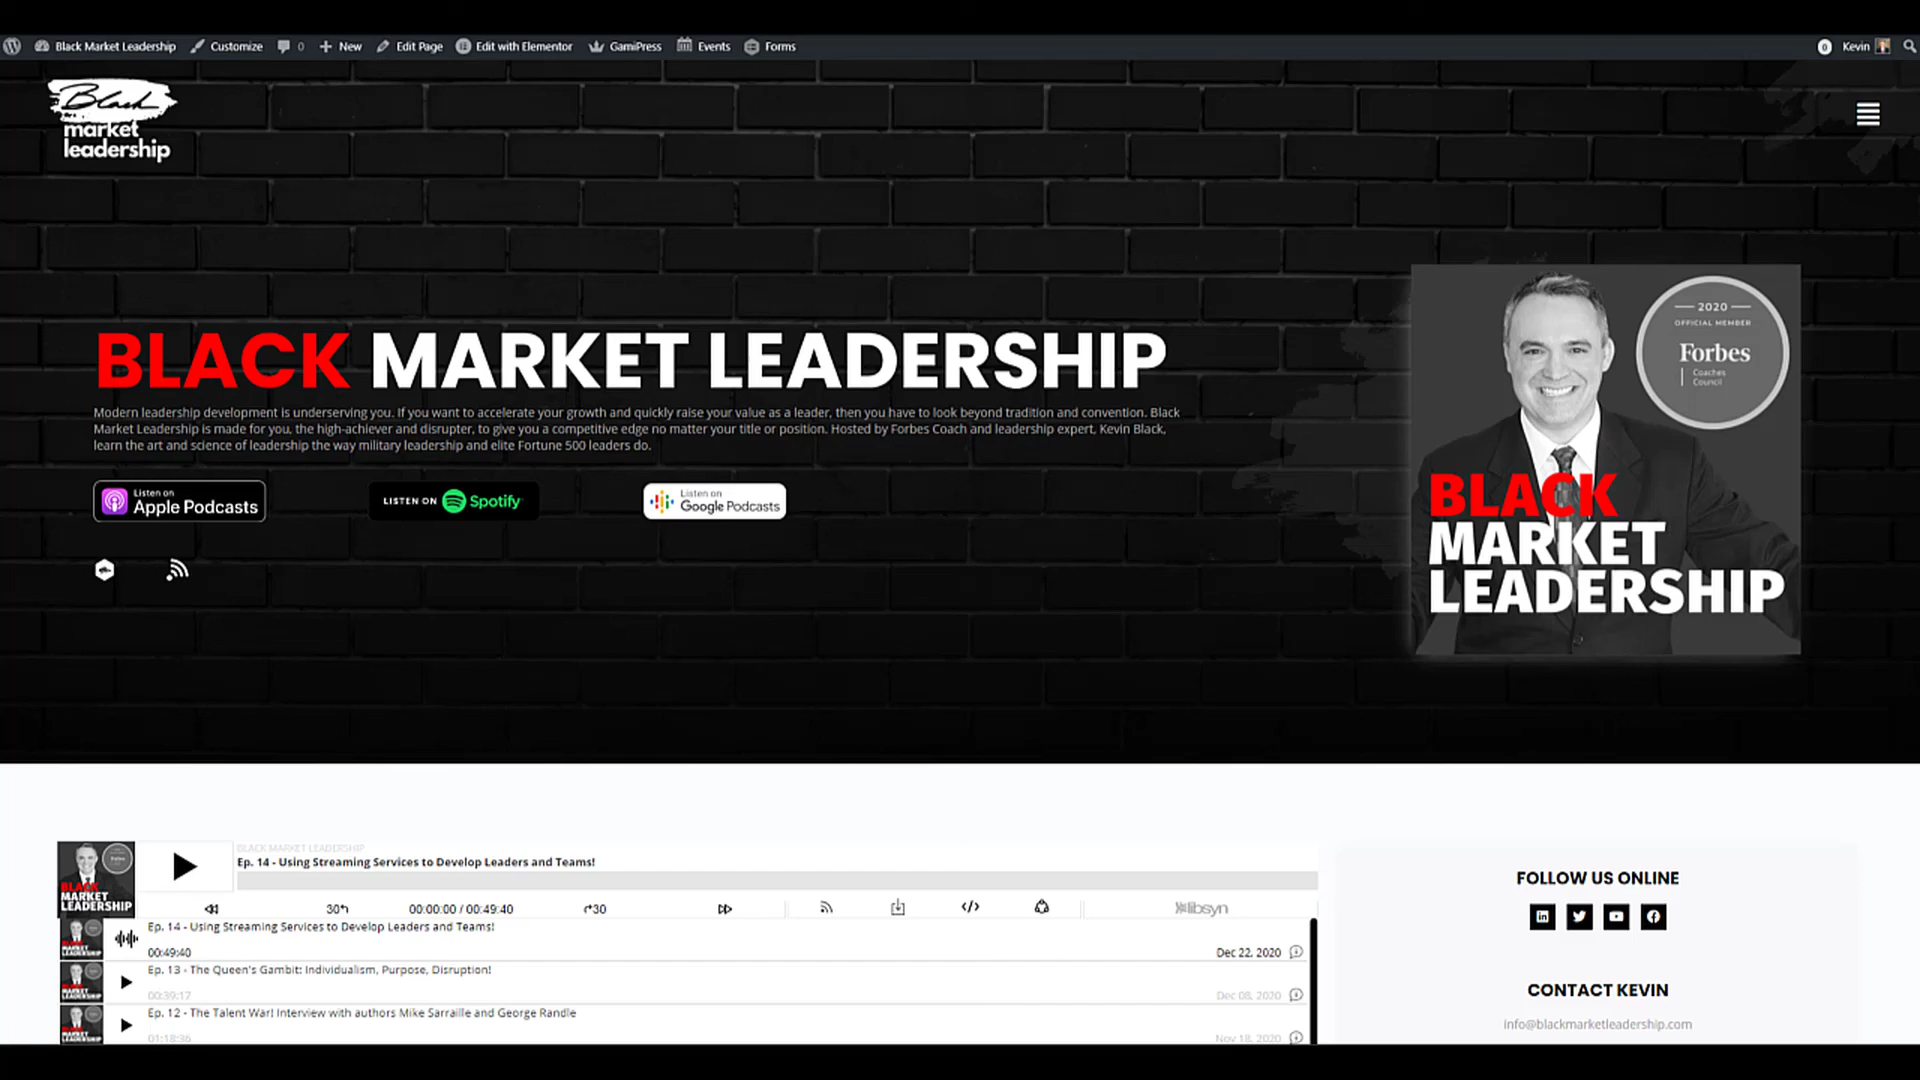 Black Market Leadership Customize 0 New Edit Page Edit with Elementor GamiPress Events Forms 0 Kevin
Black
market
leadership
BLACK MARKET LEADERSHIP
Modern leadership development is underserving you. If you want to accelerate your growth and quickly raise your value as a leader, then you have to look beyond tradition and convention. Black
Market Leadership is made for you, the high-achiever and disrupter, to give you a competitive edge no matter your title or position. Hosted by Forbes Coach and leadership expert, Kevin Black,
learn the art and science of leadership the way military leadership and elite Fortune 500 leaders do.
Listen on
Apple Podcasts
LISTEN ON Spotify
Listen on
Google Podcasts
2020
OFFICIAL MEMBER
Forbes
Coaches
Council
BLACK
MARKET
LEADERSHIP
BLACK MARKET LEADERSHIP
Ep. 14 - Using Streaming Services to Develop Leaders and Teams!
BLACK
MARKET
LEADERSHIP
30 00:00:00 / 00:49:40 30 libsyn
Ep. 14 - Using Streaming Services to Develop Leaders and Teams!
00:49:40 Dec 22, 2020
Ep. 13 - The Queen's Gambit: Individualism, Purpose, Disruption!
00:39:17 Dec 08, 2020
Ep. 12 - The Talent War! Interview with authors Mike Sarraille and George Randle
01:18:36 Nov 18, 2020
FOLLOW US ONLINE
CONTACT KEVIN
info@blackmarketleadership.com